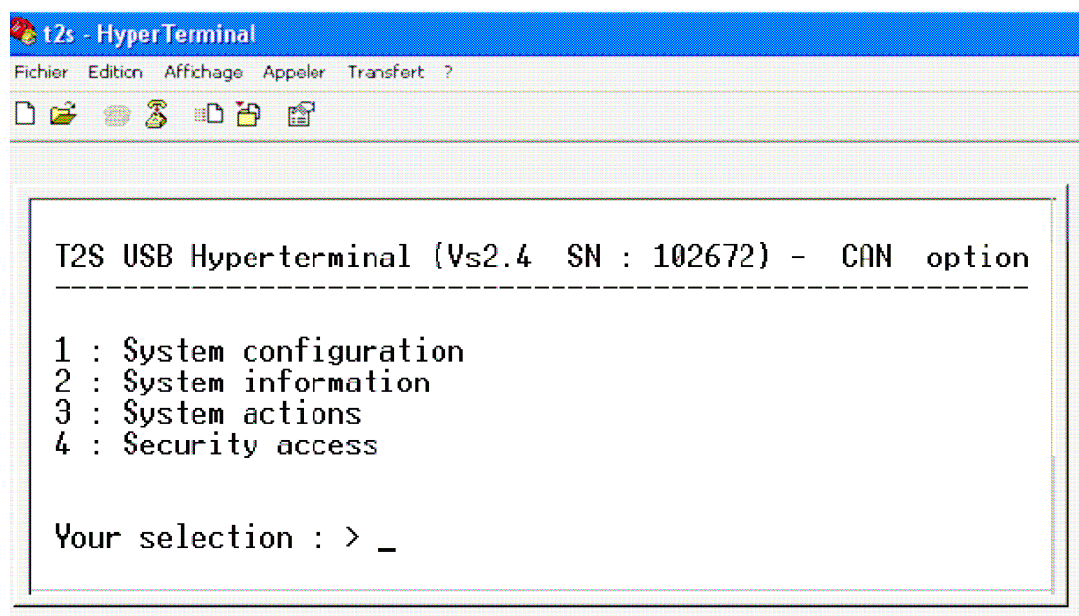 t2s - HyperTerminal
Fichier Edition Affichage Appeler Transfert ?
T2S USB Hyperterminal (Vs2.4 SN : 102672) - CAN option
----------------------------------------------------------
1 : System configuration
2 : System information
3 : System actions
4 : Security access
Your selection : > _